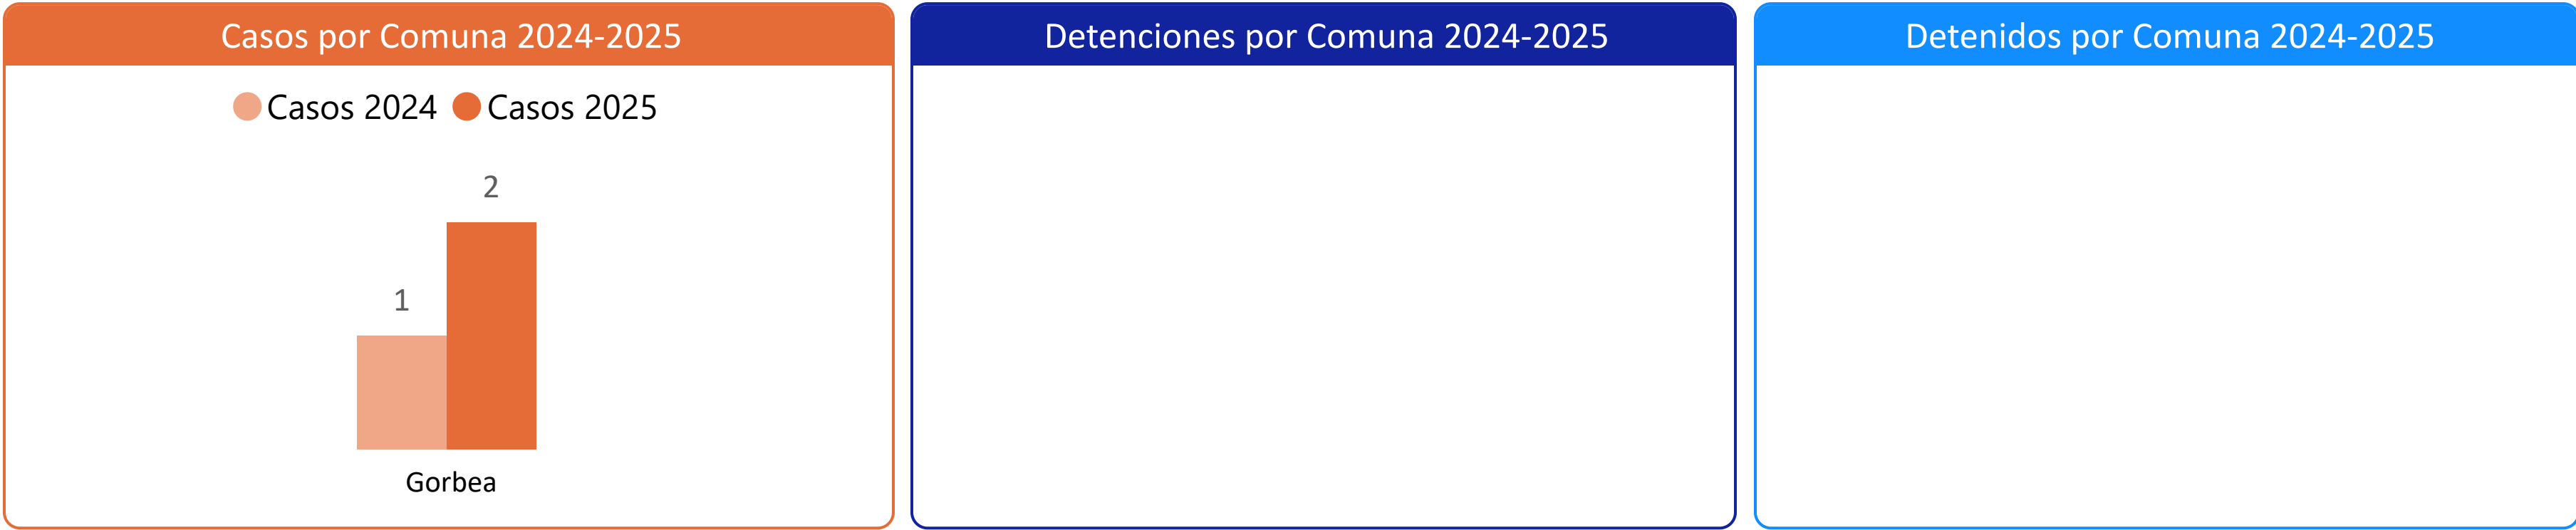 Casos por Comuna 2024-2025
Casos 2024 Casos 2025
2
1
Gorbea
Detenciones por Comuna 2024-2025
Detenidos por Comuna 2024-2025